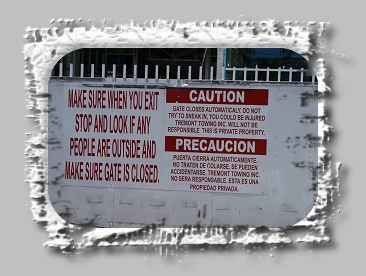 MAKE SURE WHEN YOU EXIT
STOP AND LOOK IF ANY
PEOPLE ARE OUTSIDE AND
MAKE SURE GATE IS CLOSED.
CAUTION
GATE CLOSES AUTOMATICALY. DO NOT
TRY TO SNEAK IN, YOU COULD BE INJURED
TREMONT TOWING INC. WILL NOT BE
RESPONSIBLE. THIS IS PRIVATE PROPERTY.
PRECAUCION
PUERTA CIERRA AUTOMATICAMENTE.
NO TRATEN DE COLARSE, SE PUEDEN
ACCIDENTARSE. TREMONT TOWING INC.
NO SERA RESPONSABLE. ESTA ES UNA
PROPIEDAD PRIVADA.